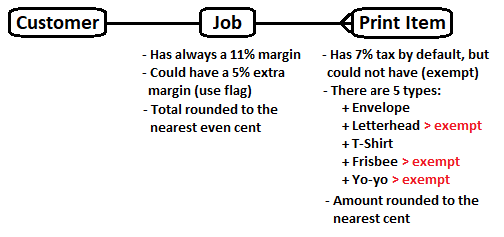 Customer
Job
Print Item
- Has always a 11% margin
- Could have a 5% extra
margin (use flag)
- Total rounded to the
nearest even cent
- Has 7% tax by default, but
could not have (exempt)
- There are 5 types:
+ Envelope
+ Letterhead > exempt
+ T-Shirt
+ Frisbee > exempt
+ Yo-yo > exempt
- Amount rounded to the
nearest cent